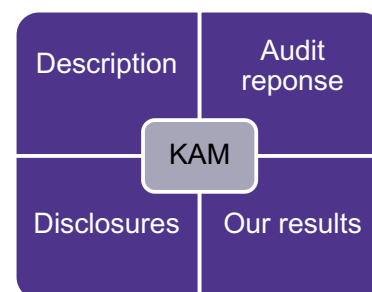 Description
Audit
reponse
KAM
Disclosures
Our results